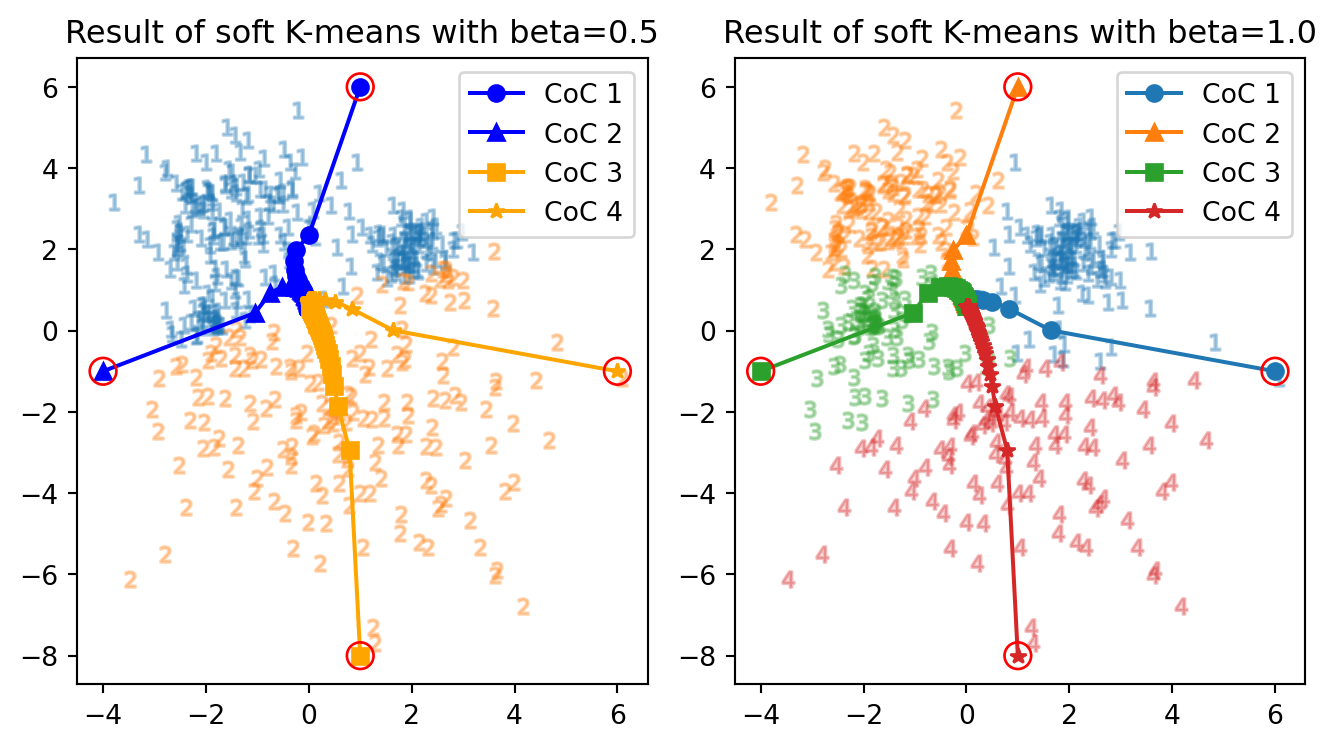 Result of soft K-means with beta=0.5
CoC 1
CoC 2
CoC 3
CoC 4
6
4
2
0
−2
−4
−6
−8
−4 −2 0 2 4 6
Result of soft K-means with beta=1.0
CoC 1
CoC 2
CoC 3
CoC 4
6
4
2
0
−2
−4
−6
−8
−4 −2 0 2 4 6